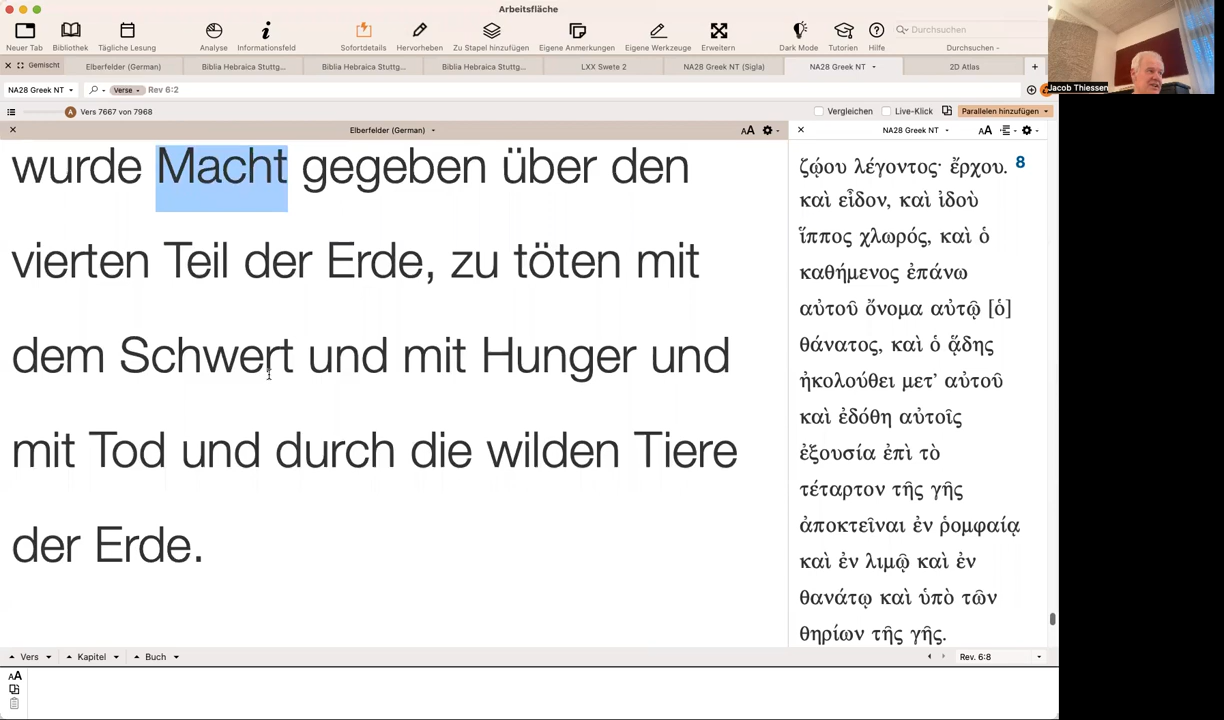 Arbeitsfläche
Neuer Tab
Bibliothek
Tägliche Lesung
Analyse
Informationsfeld
Sofortdetails
Hervorheben
Zu Stapel hinzufügen
Eigene Anmerkungen
Eigene Werkzeuge
Erweitern
Dark Mode
Tutorien
Hilfe
Durchsuchen
Durchsuchen
Gemischt
Elberfelder (German)
Biblia Hebraica Stuttg...
Biblia Hebraica Stuttg...
Biblia Hebraica Stuttg...
LXX Swete 2
NA28 Greek NT (Sigla)
NA28 Greek NT
2D Atlas
NA28 Greek NT
Verse
Rev 6:2
Vers 7667 von 7968
Vergleichen
Live-Klick
Parallelen hinzufügen
Elberfelder (German)
AA
wurde Macht gegeben über den
vierten Teil der Erde, zu töten mit
dem Schwert und mit Hunger und
mit Tod und durch die wilden Tiere
der Erde.
NA28 Greek NT
AA
ζῴου λέγοντος· ἔρχου. 8
καὶ εἶδον, καὶ ἰδοὺ
ἵππος χλωρός, καὶ ὁ
καθήμενος ἐπάνω
αὐτοῦ ὄνομα αὐτῷ [ὁ]
θάνατος, καὶ ὁ ᾅδης
ἠκολούθει μετ’ αὐτοῦ
καὶ ἐδόθη αὐτοῖς
ἐξουσία ἐπὶ τὸ
τέταρτον τῆς γῆς
ἀποκτεῖναι ἐν ῥομφαίᾳ
καὶ ἐν λιμῷ καὶ ἐν
θανάτῳ καὶ ὑπὸ τῶν
θηρίων τῆς γῆς.
Vers
Kapitel
Buch
Rev. 6:8
AA
Jacob Thiessen